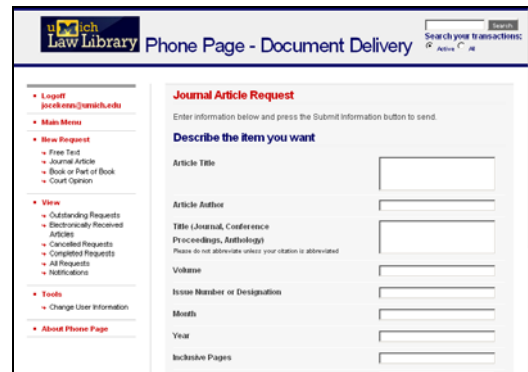 umich
Law Library
Phone Page - Document Delivery
Search
Search your transactions:
Active All
Logoff
jocekenn@umich.edu
Main Menu
New Request
Free Text
Journal Article
Book or Part of Book
Court Opinion
View
Outstanding Requests
Electronically Received
Articles
Cancelled Requests
Completed Requests
All Requests
Notifications
Tools
Change User Information
About Phone Page
Journal Article Request
Enter information below and press the Submit Information button to send.
Describe the item you want
Article Title
Article Author
Title (Journal, Conference
Proceedings, Anthology)
Please do not abbreviate unless your citation is abbreviated
Volume
Issue Number or Designation
Month
Year
Inclusive Pages